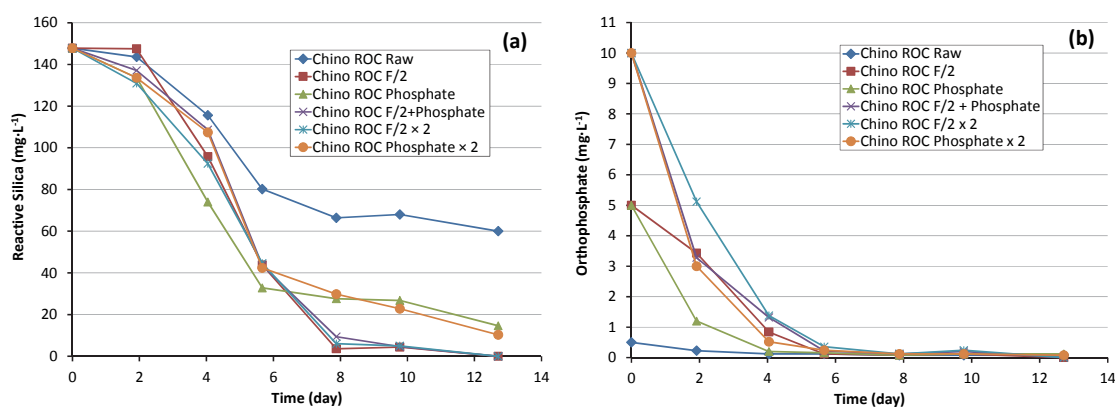 (a)
Reactive Silica (mg·L⁻¹)
160
140
120
100
80
60
40
20
0
0 2 4 6 8 10 12 14
Time (day)
Chino ROC Raw
Chino ROC F/2
Chino ROC Phosphate
Chino ROC F/2+Phosphate
Chino ROC F/2 × 2
Chino ROC Phosphate × 2
(b)
Orthophosphate (mg·L⁻¹)
11
10
9
8
7
6
5
4
3
2
1
0
0 2 4 6 8 10 12 14
Time (day)
Chino ROC Raw
Chino ROC F/2
Chino ROC Phosphate
Chino ROC F/2 + Phosphate
Chino ROC F/2 x 2
Chino ROC Phosphate x 2